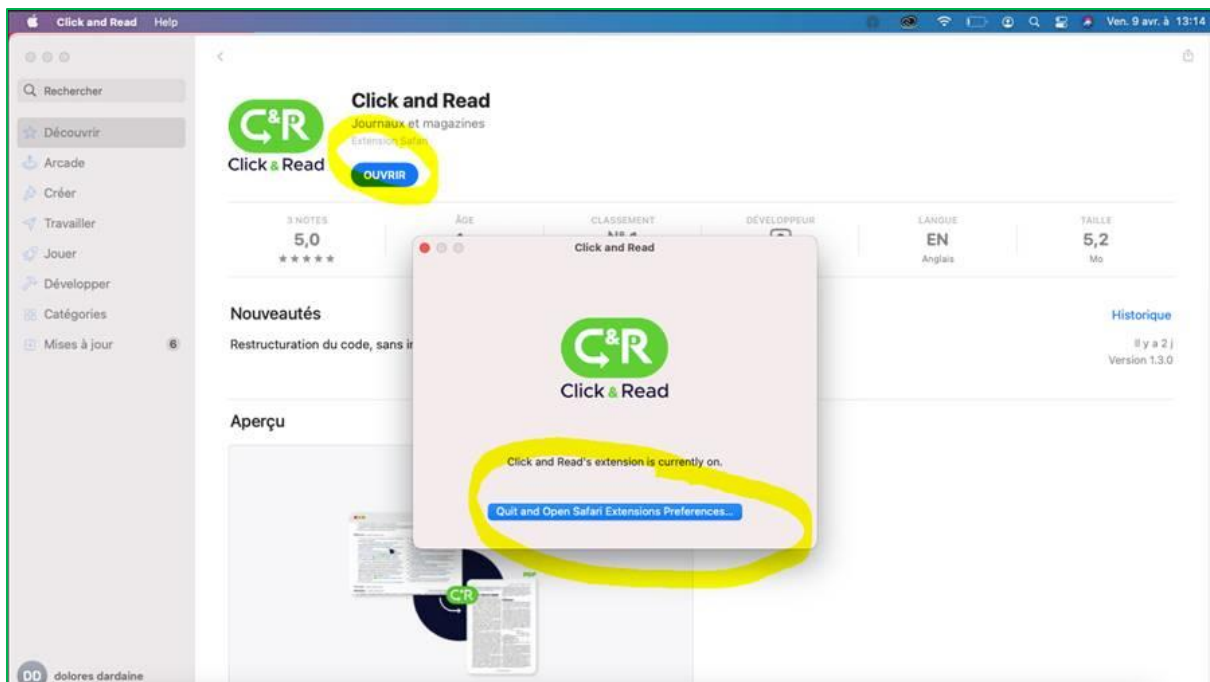 Click and Read Help
Ven. 9 avr. à 13:14
Rechercher
Découvrir
Arcade
Créer
Travailler
Jouer
Développer
Catégories
Mises à jour 6
dolores dardaine
DD
C&R
Click & Read
Click and Read
Journaux et magazines
Extension Safari
OUVRIR
3 NOTES
5,0
ÂGE
CLASSEMENT
DÉVELOPPEUR
LANGUE
EN
Anglais
TAILLE
5,2
Mo
Nouveautés
Historique
Restructuration du code, sans
Il y a 2 j
Version 1.3.0
Aperçu
Click and Read
C&R
Click & Read
Click and Read's extension is currently on.
Quit and Open Safari Extensions Preferences...
PDF
C&R